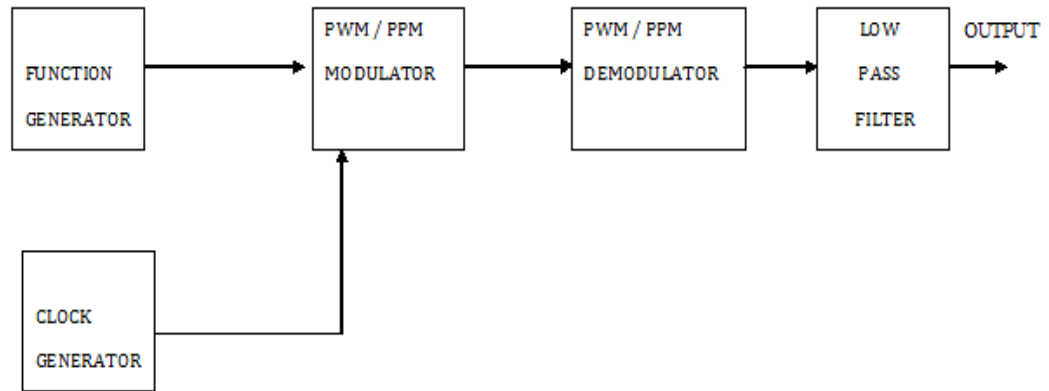 FUNCTION
GENERATOR
PWM / PPM
MODULATOR
PWM / PPM
DEMODULATOR
LOW
PASS
FILTER
OUTPUT
CLOCK
GENERATOR